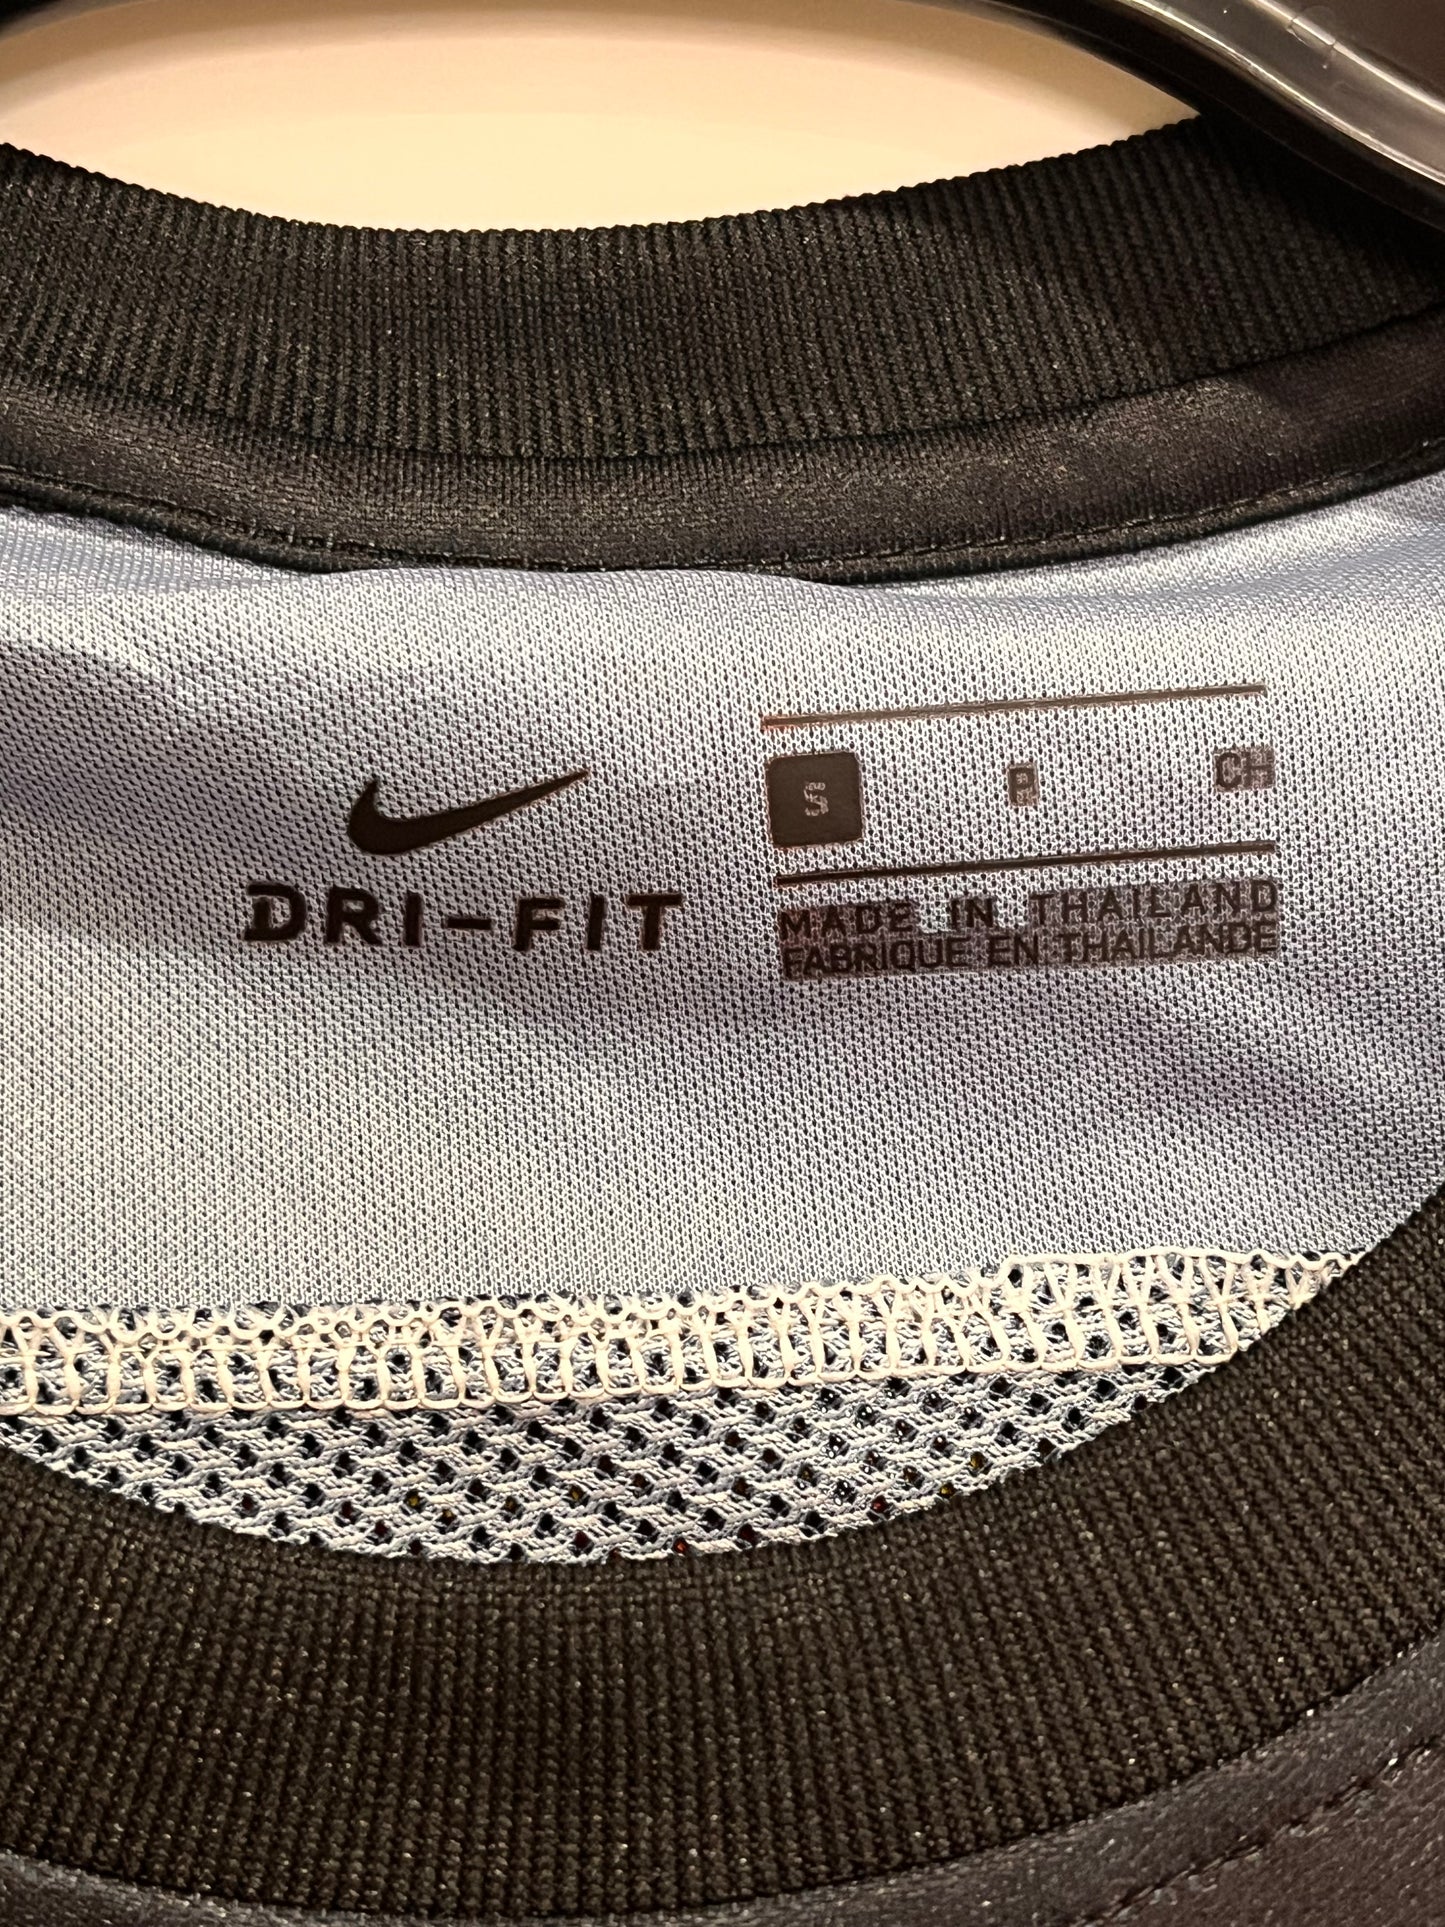 DRI-FIT
S P CH
MADE IN THAILAND
FABRIQUE EN THAILANDE